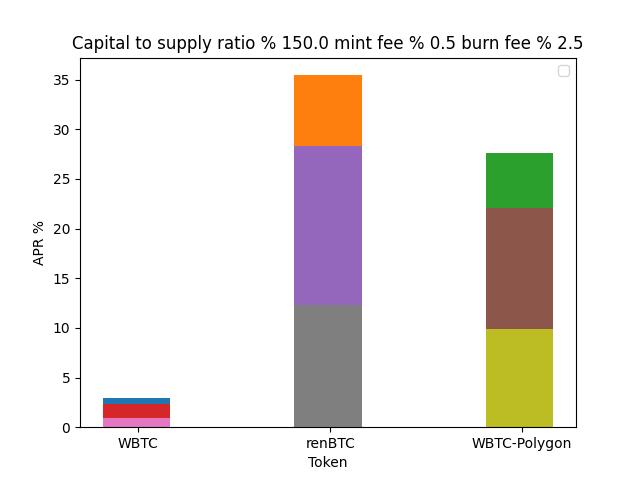 Capital to supply ratio % 150.0 mint fee % 0.5 burn fee % 2.5
35
30
25
20
15
10
5
0
APR %
WBTC renBTC WBTC-Polygon
Token